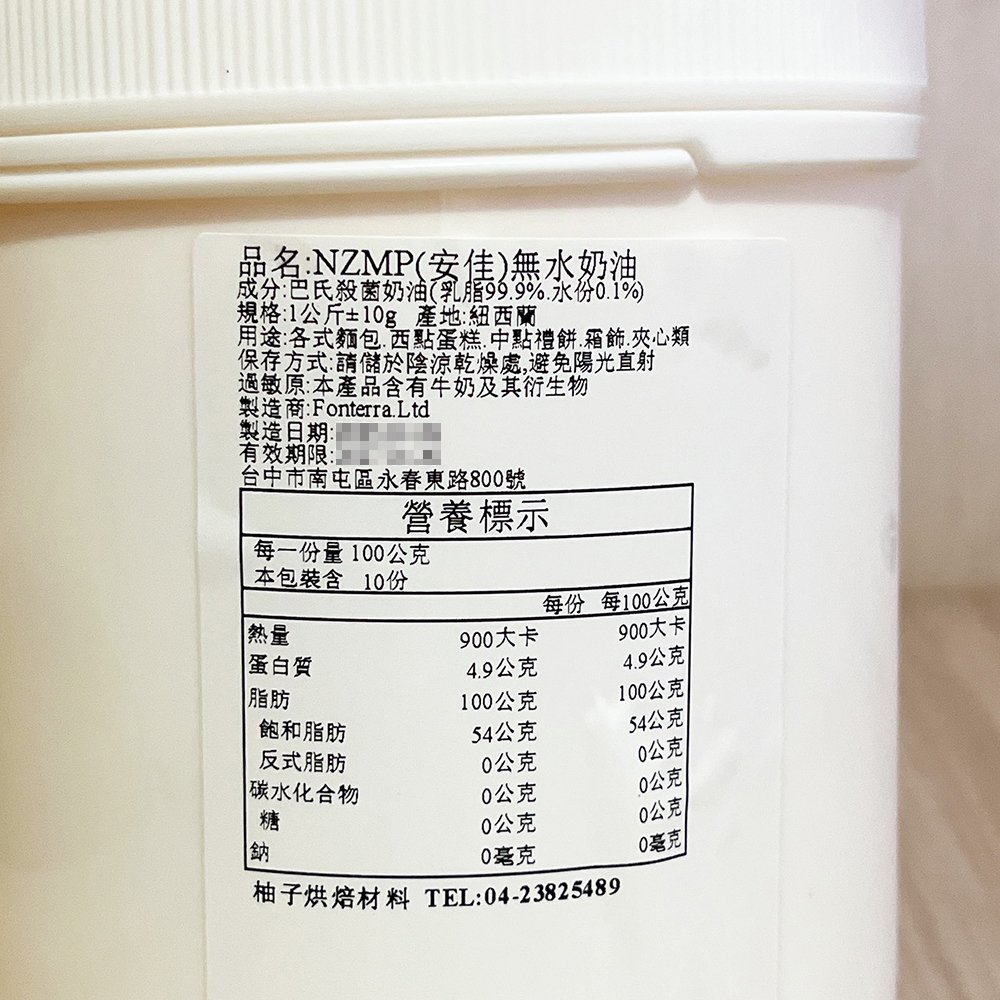 品名:NZMP(安佳)無水奶油
成分:巴氏殺菌奶油(乳脂99.9%.水份0.1%)
規格:1公斤±10g 產地:紐西蘭
用途:各式麵包.西點蛋糕.中點禮餅.霜飾.夾心類
保存方式:請儲於陰涼乾燥處,避免陽光直射
過敏原:本產品含有牛奶及其衍生物
製造商:Fonterra.Ltd
製造日期:
有效期限:
台中市南屯區永春東路800號
營養標示
每一份量 100公克
本包裝含 10份
每份 每100公克
熱量 900大卡 900大卡
蛋白質 4.9公克 4.9公克
脂肪 100公克 100公克
飽和脂肪 54公克 54公克
反式脂肪 0公克 0公克
碳水化合物 0公克 0公克
糖 0公克 0公克
鈉 0毫克 0毫克
柚子烘焙材料 TEL:04-23825489